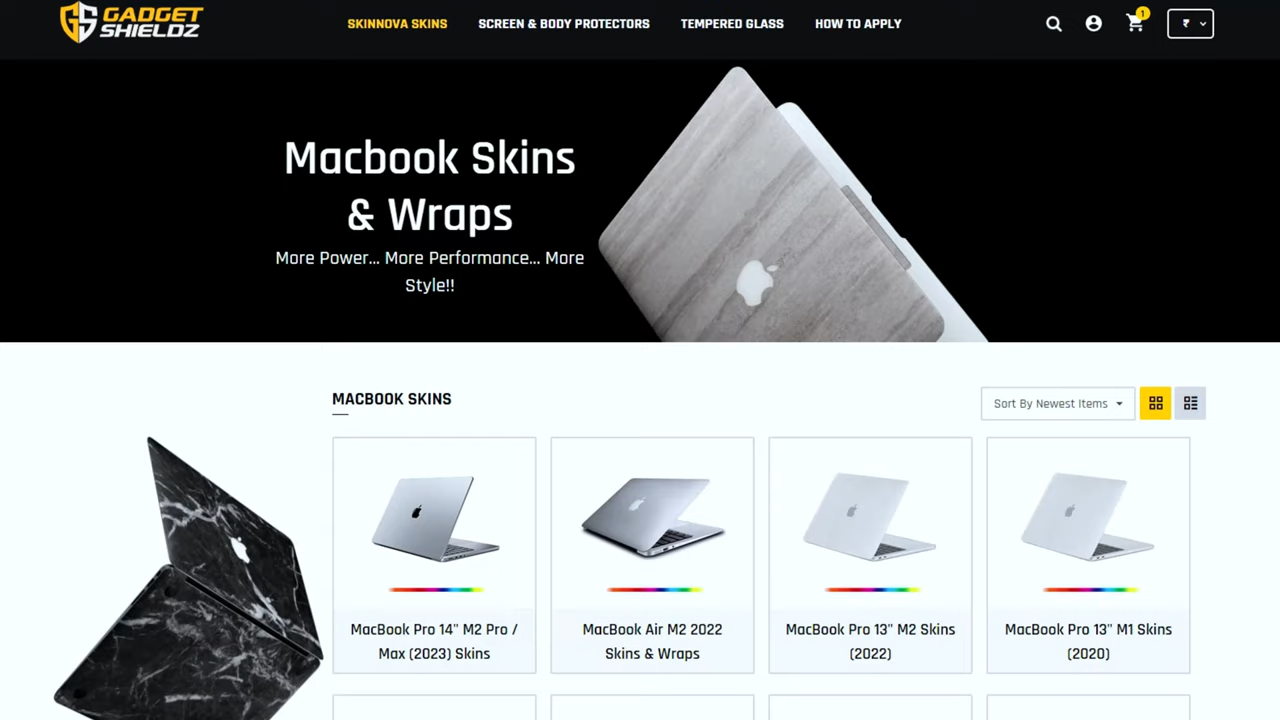 GADGET
SHIELDZ
SKINNOVA SKINS
SCREEN & BODY PROTECTORS
TEMPERED GLASS
HOW TO APPLY
1
₹
Macbook Skins
& Wraps
More Power... More Performance... More
Style!!
MACBOOK SKINS
Sort By Newest Items
MacBook Pro 14" M2 Pro /
Max (2023) Skins
MacBook Air M2 2022
Skins & Wraps
MacBook Pro 13" M2 Skins
(2022)
MacBook Pro 13" M1 Skins
(2020)